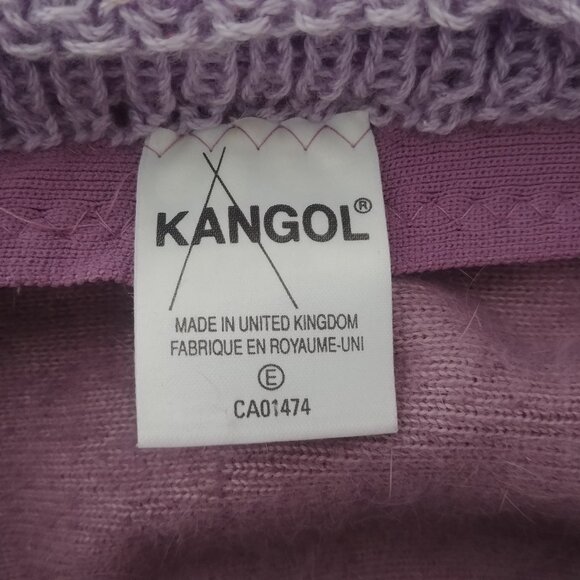 KANGOL®
MADE IN UNITED KINGDOM
FABRIQUE EN ROYAUME-UNI
Ⓔ
CA01474